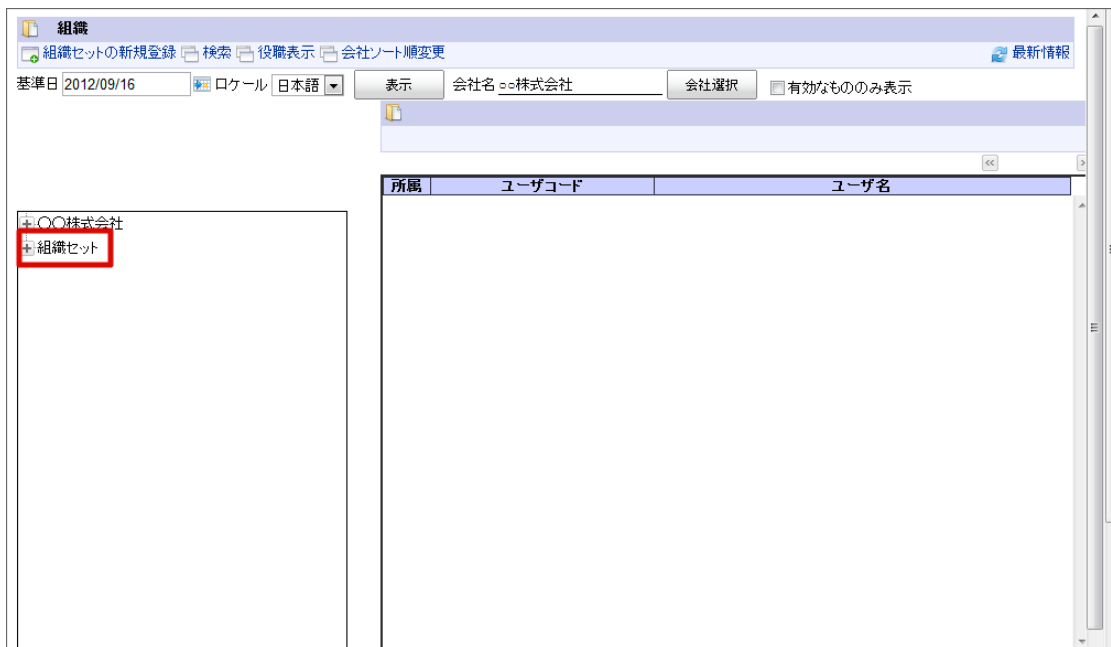 組織
組織セットの新規登録 検索 役職表示 会社ソート順変更 最新情報
基準日 2012/09/16 ロケール 日本語 表示 会社名 ○○株式会社 会社選択 有効なもののみ表示
所属 ユーザコード ユーザ名
〇〇株式会社
組織セット